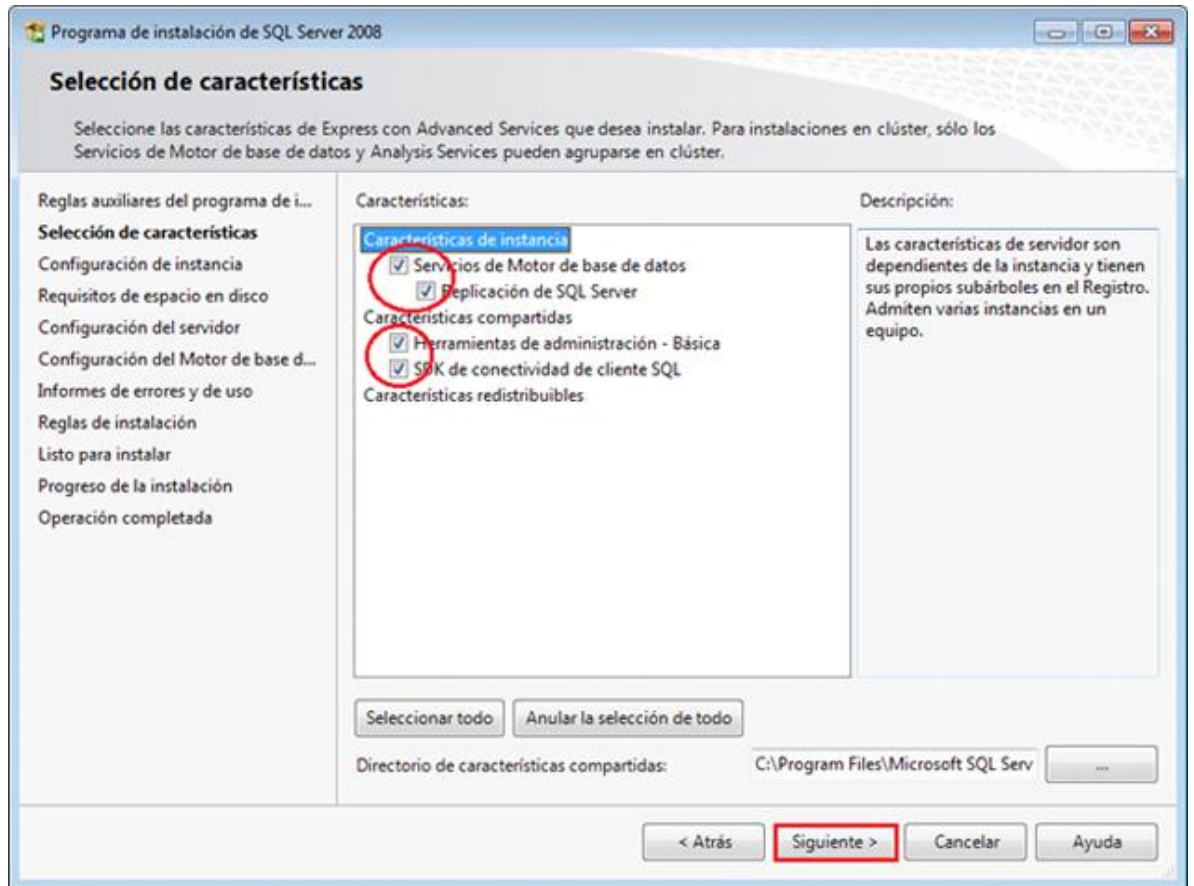 Programa de instalación de SQL Server 2008
Selección de características
Seleccione las características de Express con Advanced Services que desea instalar. Para instalaciones en clúster, sólo los
Servicios de Motor de base de datos y Analysis Services pueden agruparse en clúster.
Reglas auxiliares del programa de i...
Selección de características
Configuración de instancia
Requisitos de espacio en disco
Configuración del servidor
Configuración del Motor de base d...
Informes de errores y de uso
Reglas de instalación
Listo para instalar
Progreso de la instalación
Operación completada
Características:
Características de instancia
Servicios de Motor de base de datos
Replicación de SQL Server
Características compartidas
Herramientas de administración - Básica
SDK de conectividad de cliente SQL
Características redistribuibles
Descripción:
Las características de servidor son
dependientes de la instancia y tienen
sus propios subárboles en el Registro.
Admiten varias instancias en un
equipo.
Seleccionar todo
Anular la selección de todo
Directorio de características compartidas:
C:\Program Files\Microsoft SQL Serv
...
< Atrás
Siguiente >
Cancelar
Ayuda